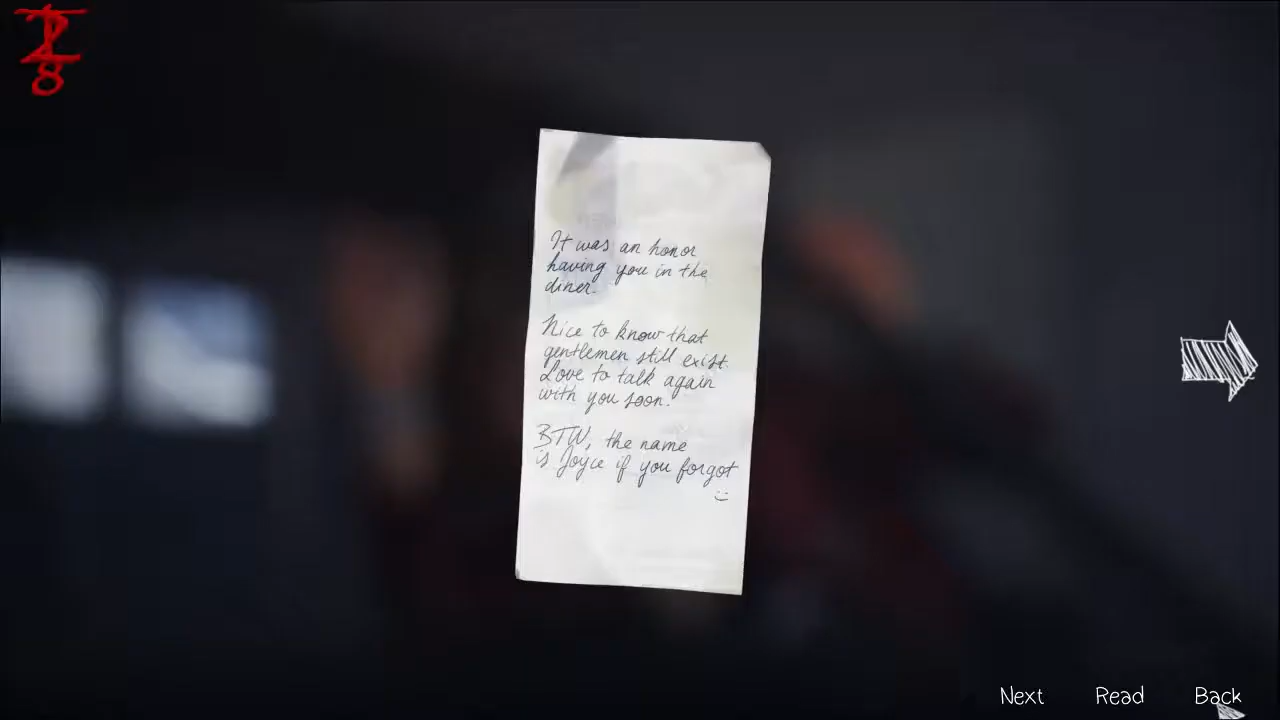 It was an honor
having you in the
diner.
Nice to know that
gentlemen still exist.
Love to talk again
with you soon.
BTW, the name
is Joyce if you forgot
:)
Next Read Back